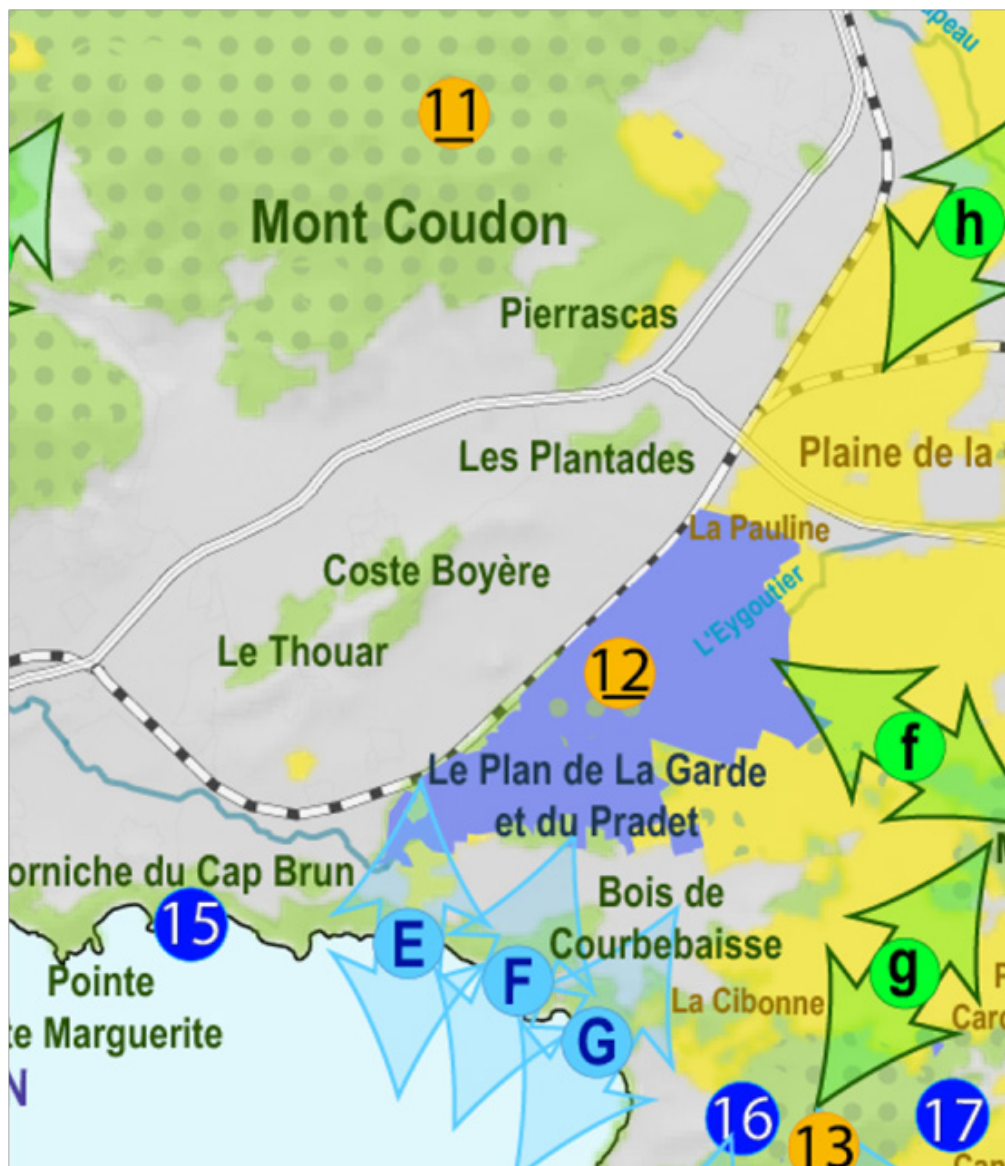 11
Mont Coudon
h
Pierrascas
Les Plantades
Plaine de la
La Pauline
Coste Boyère
L'Eygoutier
Le Thouar
12
f
Le Plan de La Garde
et du Pradet
orniche du Cap Brun
15
Bois de
Courbebaisse
E
F
g
Pointe
La Cibonne
te Marguerite
G
16
17
13